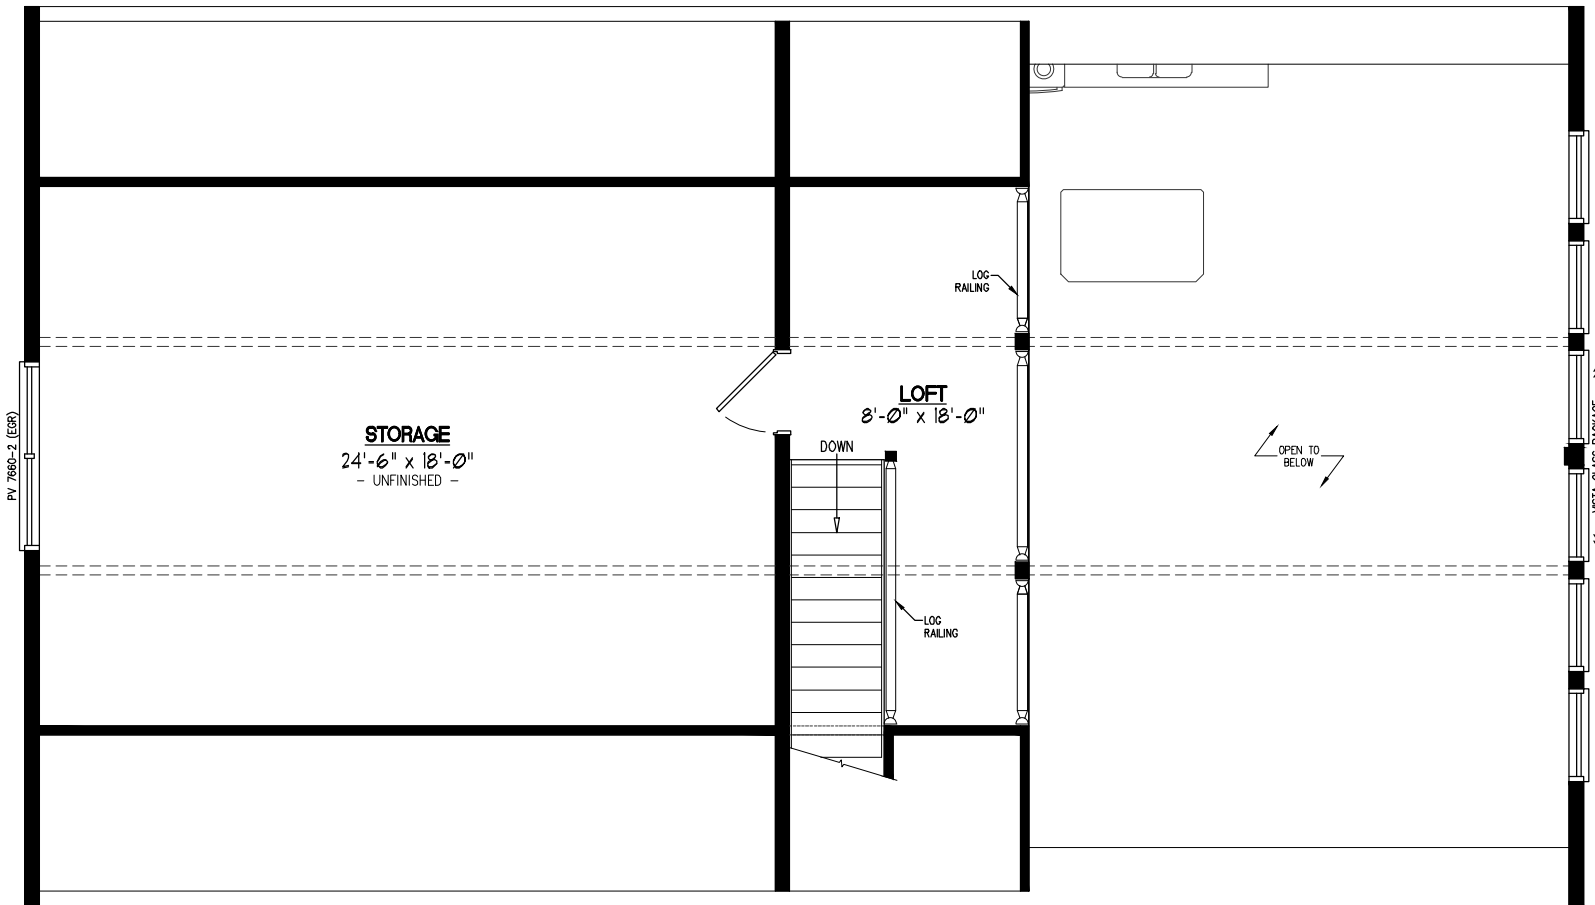 LOG
RAILING
LOFT
8'-0" x 18'-0"
STORAGE
24'-6" x 18'-0"
- UNFINISHED -
PV 7660-2 (EGR)
DOWN
OPEN TO
BELOW
LOG
RAILING